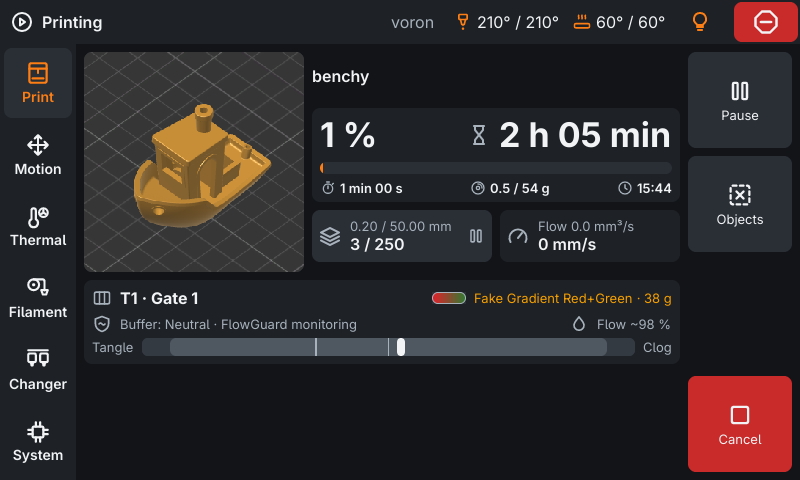 Printing
voron
210° / 210°
60° / 60°
Print
Motion
Thermal
Filament
Changer
System
benchy
1 %
2 h 05 min
1 min 00 s
0.5 / 54 g
15:44
0.20 / 50.00 mm
3 / 250
Flow 0.0 mm³/s
0 mm/s
T1 · Gate 1
Fake Gradient Red+Green · 38 g
Buffer: Neutral · FlowGuard monitoring
Flow ~98 %
Tangle
Clog
Pause
Objects
Cancel